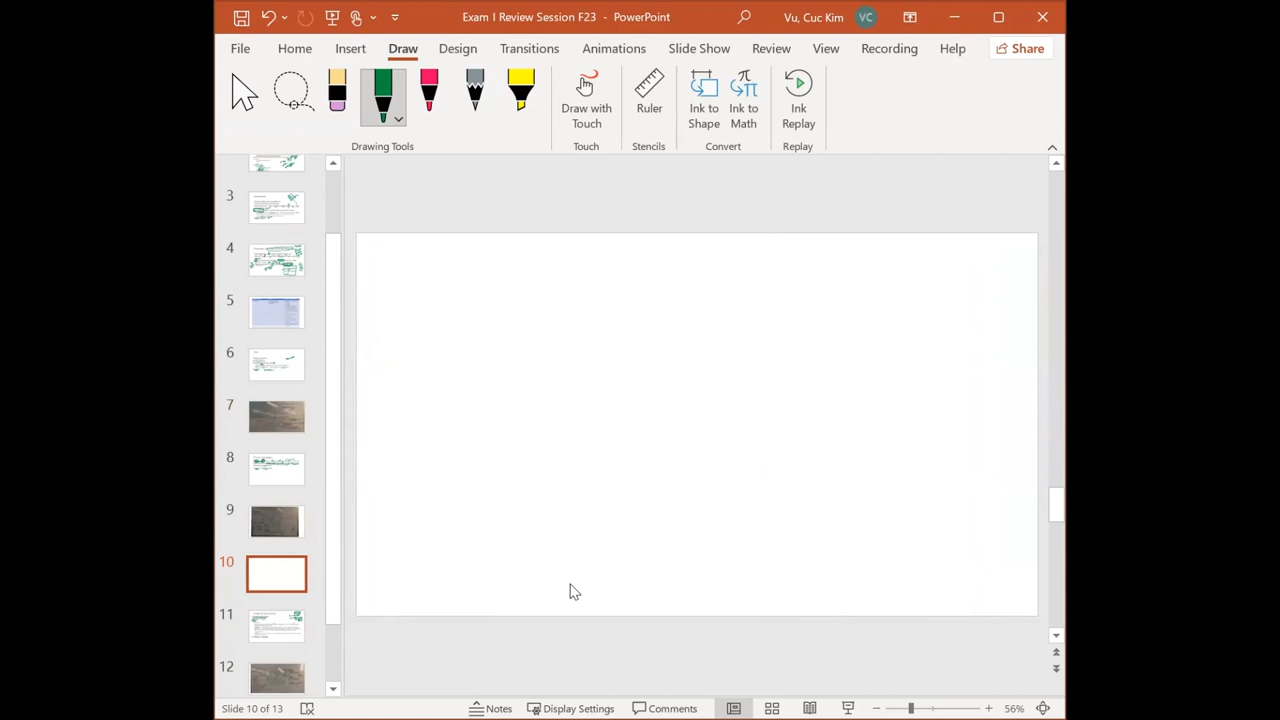 Exam I Review Session F23 - PowerPoint
Vu, Cuc Kim
VC
File
Home
Insert
Draw
Design
Transitions
Animations
Slide Show
Review
View
Recording
Help
Share
Draw with
Touch
Ruler
Ink to
Shape
Ink to
Math
Ink
Replay
Drawing Tools
Touch
Stencils
Convert
Replay
3
4
5
6
7
8
9
10
11
12
Slide 10 of 13
Notes
Display Settings
Comments
56%